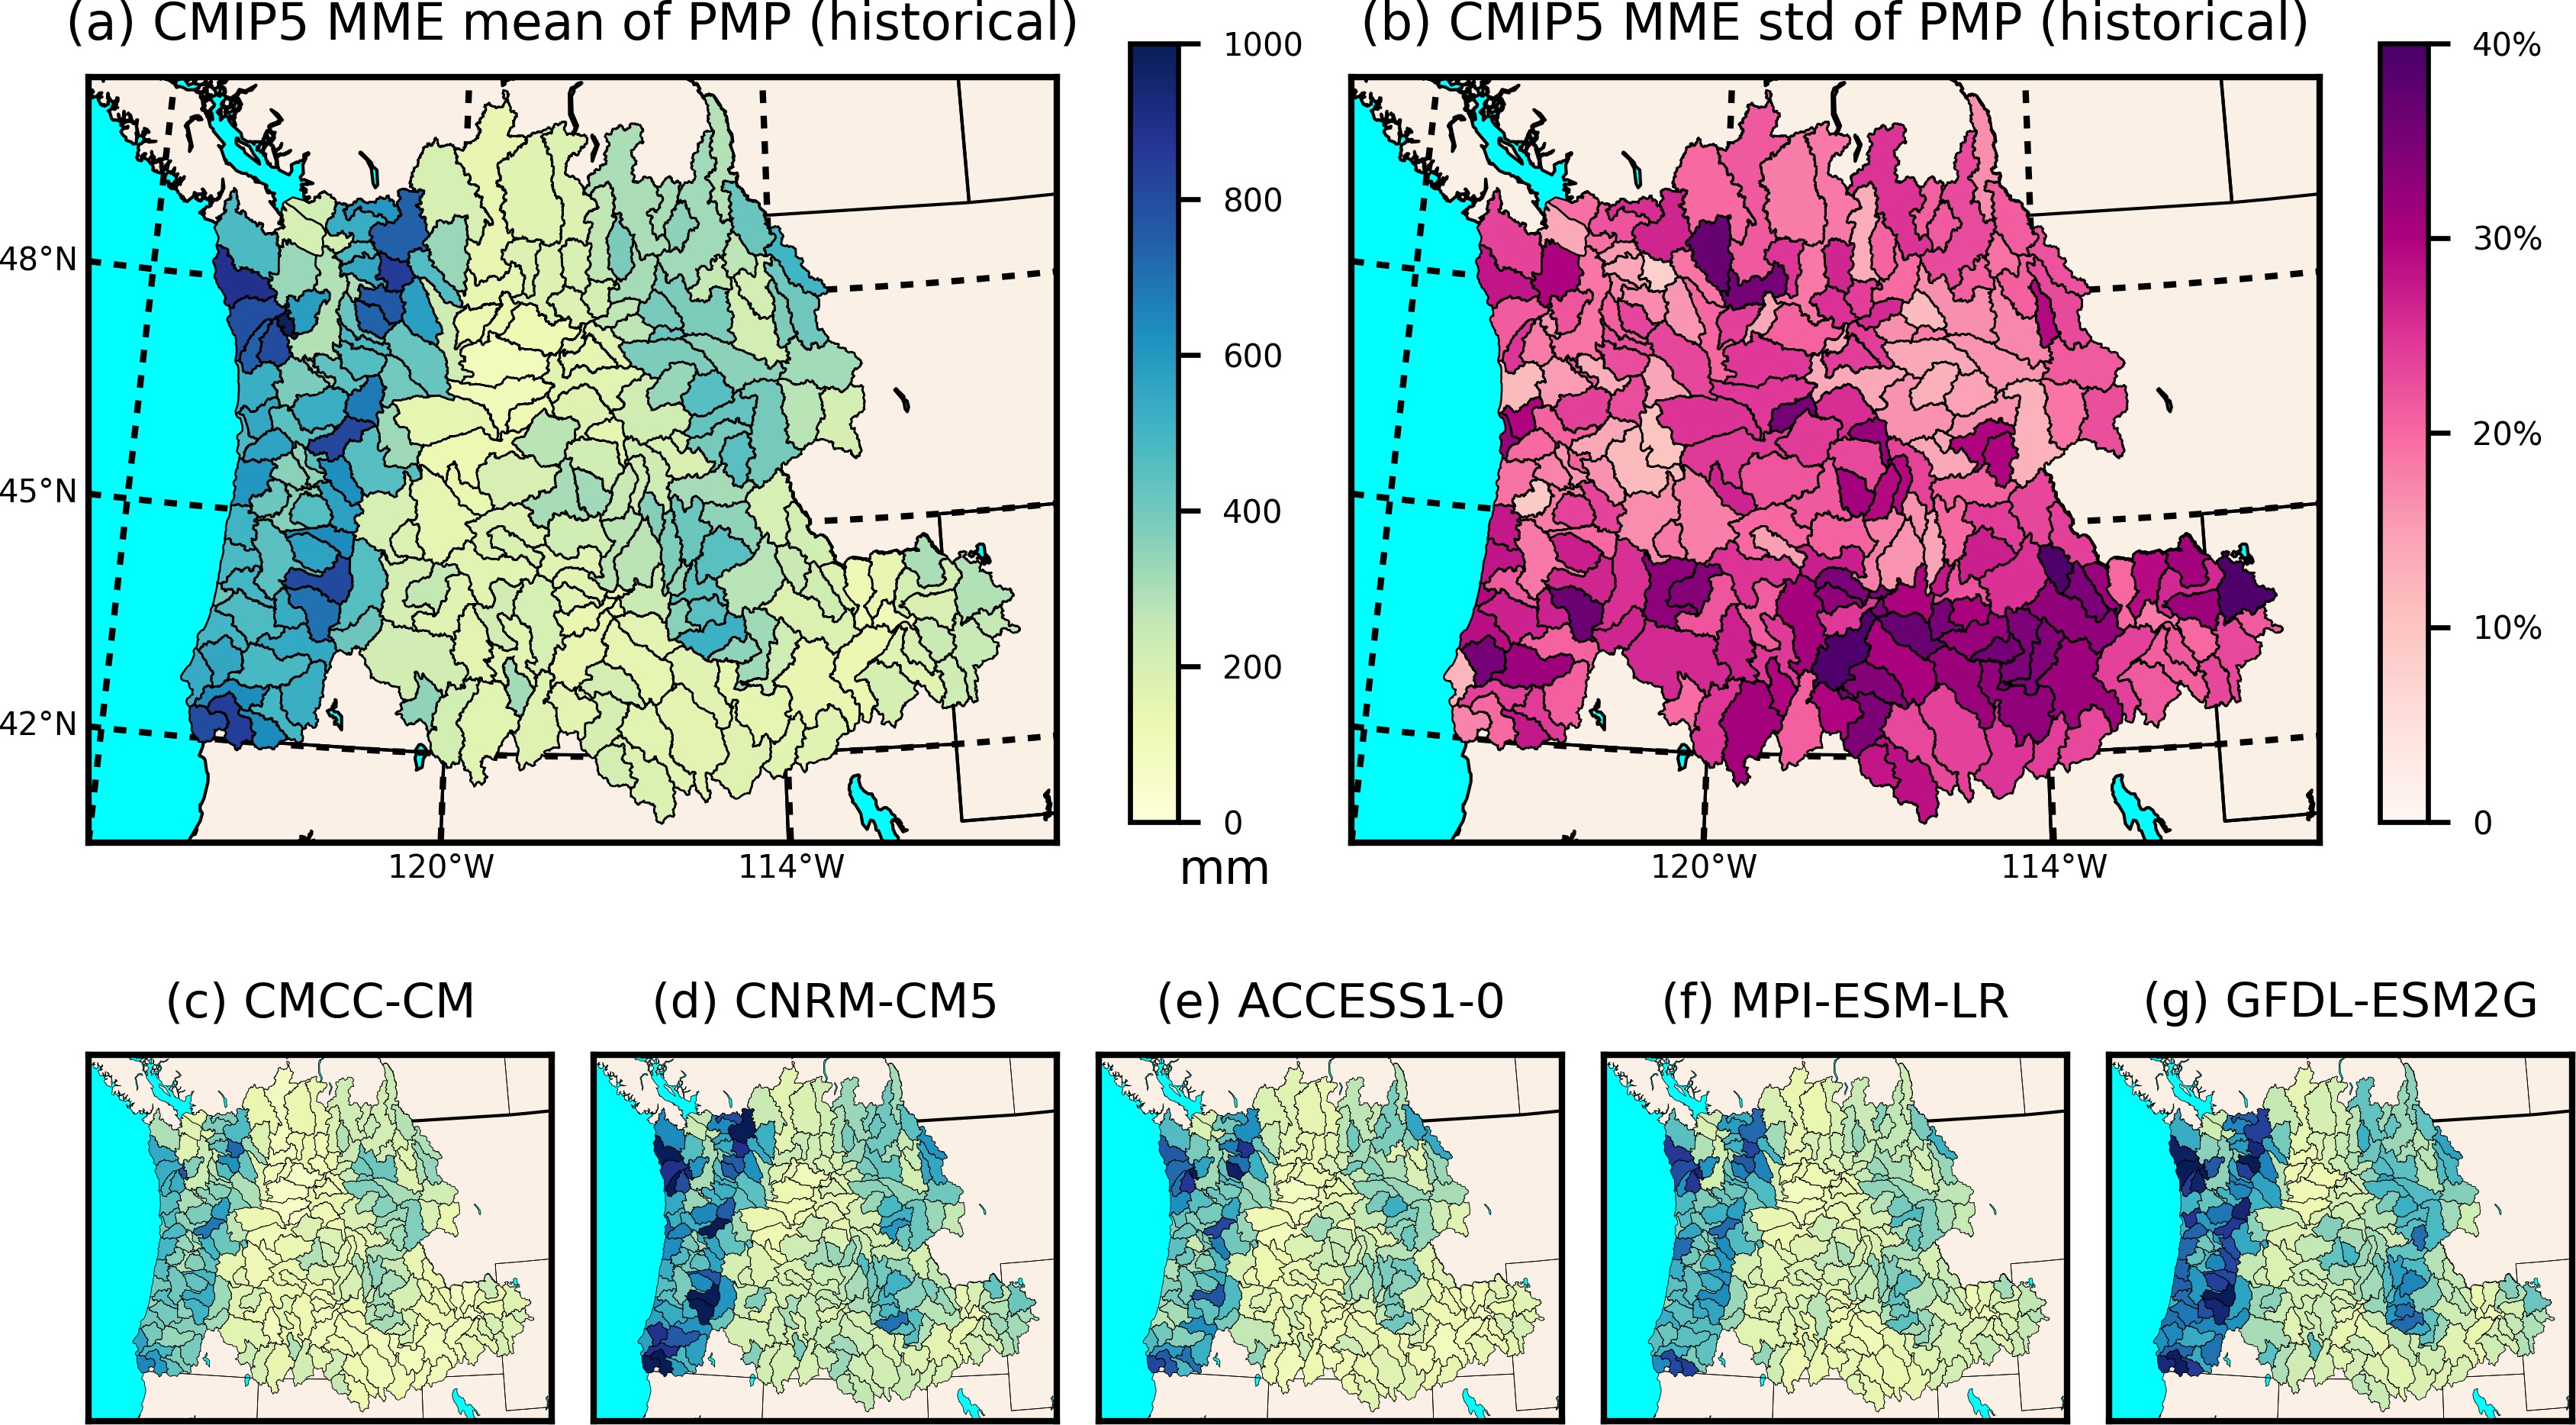 (a) CMIP5 MME mean of PMP (historical)
(b) CMIP5 MME std of PMP (historical)
1000
800
600
400
200
0
mm
40%
30%
20%
10%
0
48°N
45°N
42°N
120°W
114°W
120°W
114°W
(c) CMCC-CM
(d) CNRM-CM5
(e) ACCESS1-0
(f) MPI-ESM-LR
(g) GFDL-ESM2G